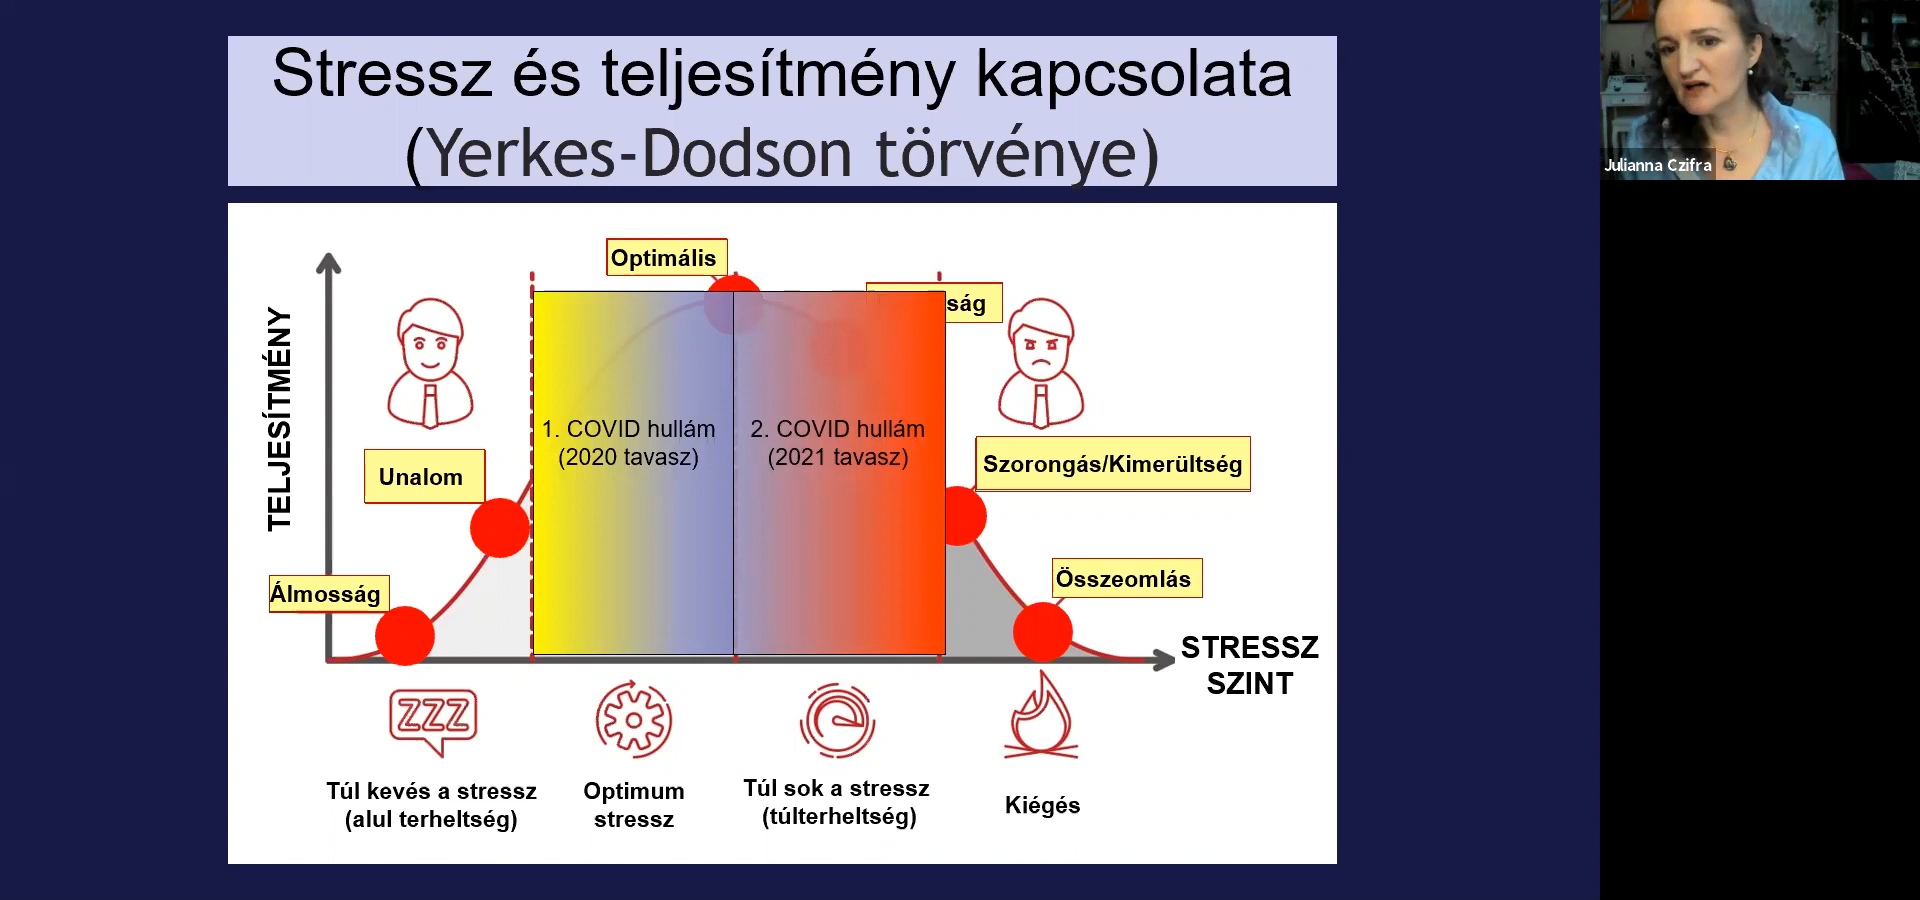 Stressz és teljesítmény kapcsolata
(Yerkes-Dodson törvénye)
Julianna Czifra
Optimális
ság
TELJESÍTMÉNY
1. COVID hullám
(2020 tavasz)
2. COVID hullám
(2021 tavasz)
Unalom
Szorongás/Kimerültség
Álmosság
Összeomlás
STRESSZ
SZINT
ZZZ
Túl kevés a stressz
(alul terheltség)
Optimum
stressz
Túl sok a stressz
(túlterheltség)
Kiégés